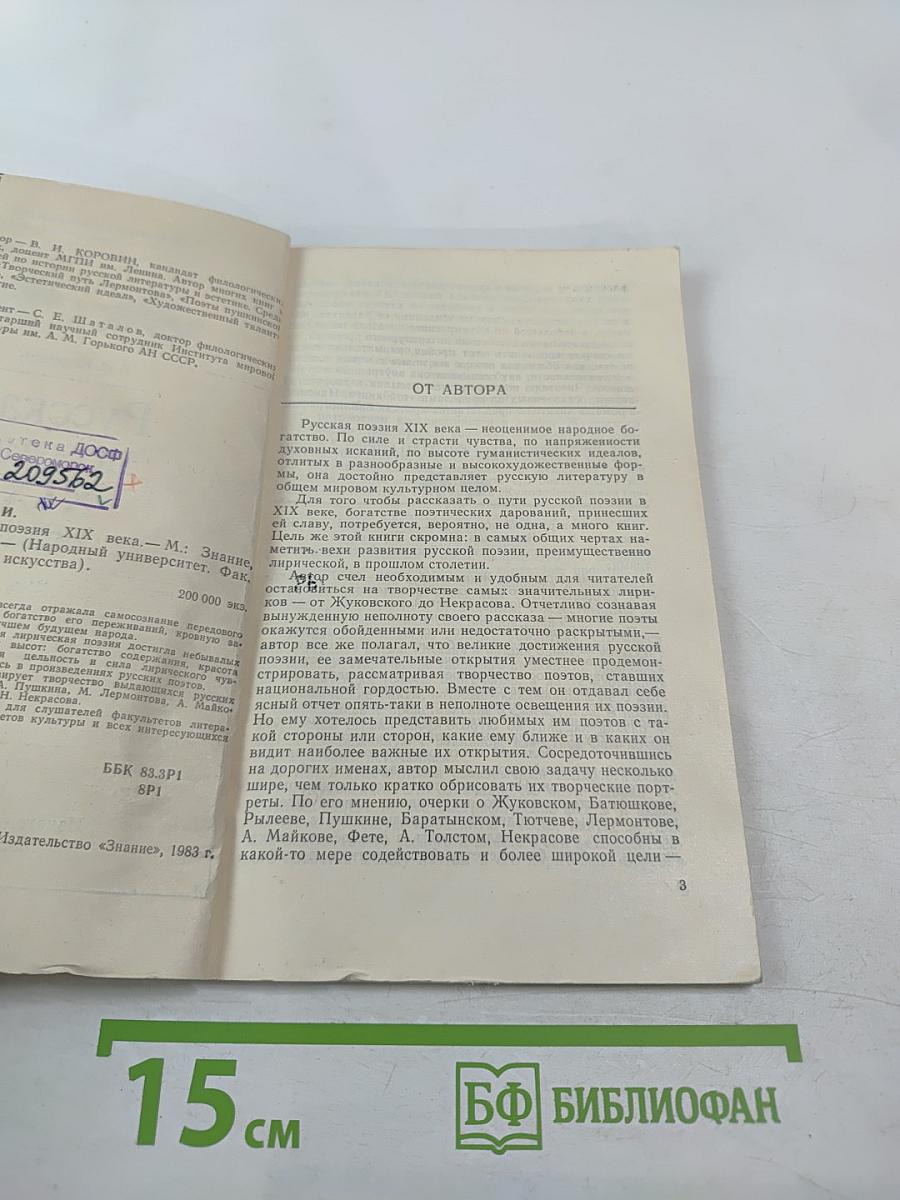 ор — В. И. КОРОВИН, кандидат филологических
доцент МГПИ им. Ленина. Автор многих книг
ей по истории русской литературы и эстетике. Среди
«Творческий путь Лермонтова», «Поэты пушкинской
«Эстетический идеал», «Художественный талант»
гие.
ент — С. Е. Шаталов, доктор филологических
тарший научный сотрудник Института мировой
уры им. А. М. Горького АН СССР.
тека ДОСФ
Североморск
209562
И.
поэзия XIX века. — М.: Знание,
— (Народный университет. Фак.
искусства).
200 000 экз.
всегда отражала самосознание передового
богатство его переживаний, кровную за-
чшем будущем народа.
я лирическая поэзия достигла небывалых
высот: богатство содержания, красота
цельность и сила лирического чув-
сь в произведениях русских поэтов.
ирует творчество выдающихся русских
А. Пушкина, М. Лермонтова, А. Майко-
Н. Некрасова.
для слушателей факультетов литера-
етов культуры и всех интересующихся
ББК 83.3Р1
8Р1
Издательство «Знание», 1983 г.
ОТ АВТОРА
Русская поэзия XIX века — неоценимое народное бо-
гатство. По силе и страсти чувства, по напряженности
духовных исканий, по высоте гуманистических идеалов,
отлитых в разнообразные и высокохудожественные фор-
мы, она достойно представляет русскую литературу в
общем мировом культурном целом.
Для того чтобы рассказать о пути русской поэзии в
XIX веке, богатстве поэтических дарований, принесших
ей славу, потребуется, вероятно, не одна, а много книг.
Цель же этой книги скромна: в самых общих чертах на-
метить вехи развития русской поэзии, преимущественно
лирической, в прошлом столетии.
Автор счел необходимым и удобным для читателей
остановиться на творчестве самых значительных лири-
ков — от Жуковского до Некрасова. Отчетливо сознавая
вынужденную неполноту своего рассказа — многие поэты
окажутся обойденными или недостаточно раскрытыми,—
автор все же полагал, что великие достижения русской
поэзии, ее замечательные открытия уместнее продемон-
стрировать, рассматривая творчество поэтов, ставших
национальной гордостью. Вместе с тем он отдавал себе
ясный отчет опять-таки в неполноте освещения их поэзии.
Но ему хотелось представить любимых им поэтов с та-
кой стороны или сторон, какие ему ближе и в каких он
видит наиболее важные их открытия. Сосредоточившись
на дорогих именах, автор мыслил свою задачу несколько
шире, чем только кратко обрисовать их творческие порт-
реты. По его мнению, очерки о Жуковском, Батюшкове,
Рылееве, Пушкине, Баратынском, Тютчеве, Лермонтове,
А. Майкове, Фете, А. Толстом, Некрасове способны в
какой-то мере содействовать и более широкой цели —
3
15 см
БФ БИБЛИОФАН